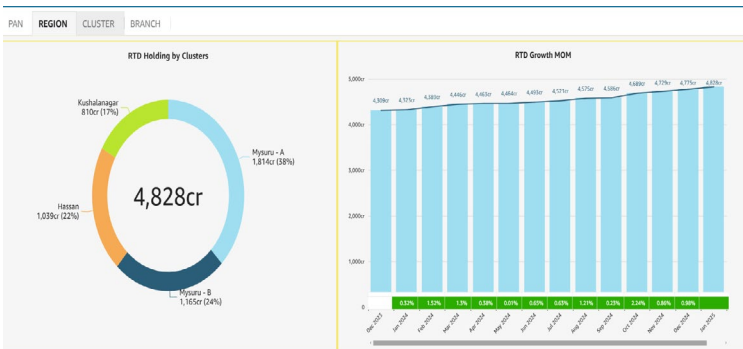 PAN REGION CLUSTER BRANCH
RTD Holding by Clusters
Kushalanagar
810cr (17%)
Mysuru - A
1,814cr (38%)
4,828cr
Hassan
1,039cr (22%)
Mysuru - B
1,165cr (24%)
RTD Growth MOM
5,000cr
4,309cr 4,323cr 4,383cr 4,446cr 4,463cr 4,464cr 4,493cr 4,521cr 4,575cr 4,586cr 4,689cr 4,729cr 4,775cr 4,828cr
4,000cr
3,000cr
2,000cr
1,000cr
0.32% 1.53% 1.3% 0.38% 0.01% 0.65% 0.63% 1.21% 0.23% 2.24% 0.86% 0.98%
0
Dec 2023 Jan 2024 Feb 2024 Mar 2024 Apr 2024 May 2024 Jun 2024 Jul 2024 Aug 2024 Sep 2024 Oct 2024 Nov 2024 Dec 2024 Jan 2025